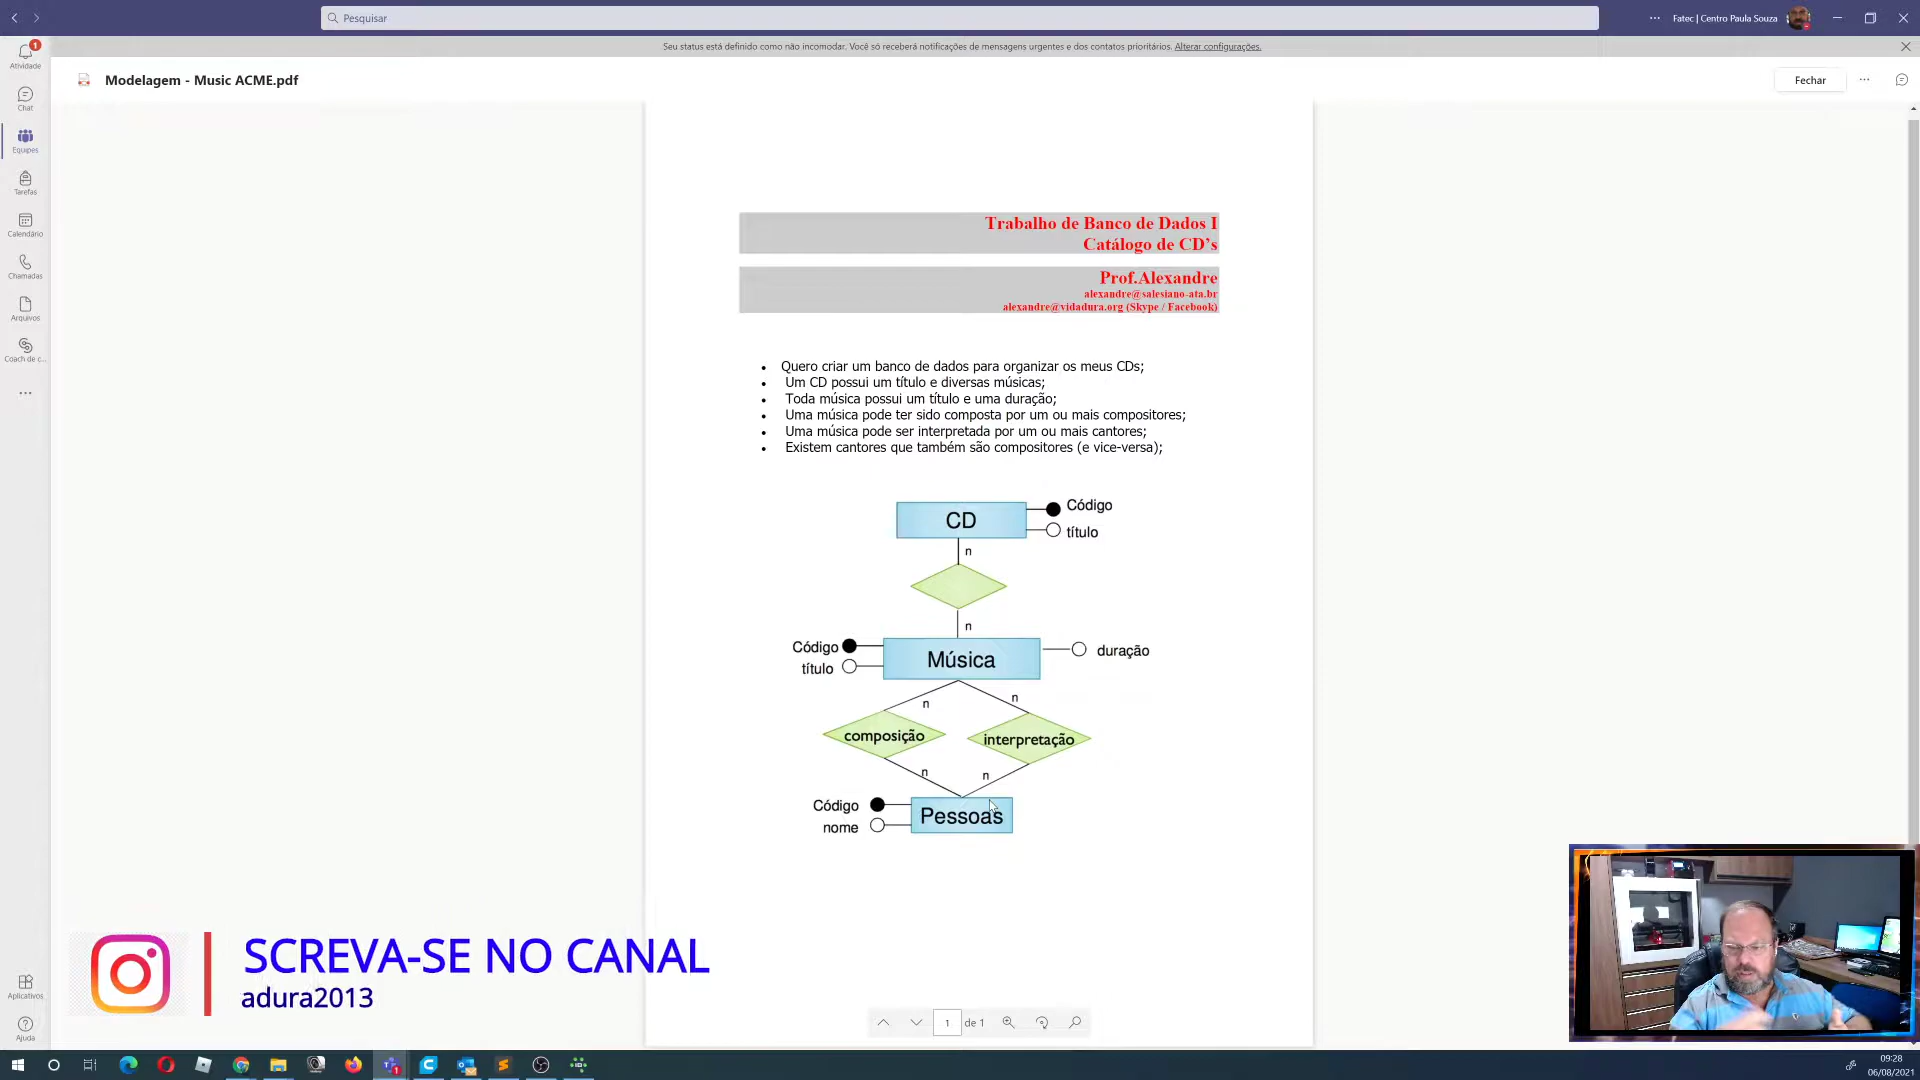 Pesquisar
Fatec | Centro Paula Souza
Seu status está definido como não incomodar. Você só receberá notificações de mensagens urgentes e dos contatos prioritários. Alterar configurações.
1
Atividade
Chat
Equipes
Tarefas
Calendário
Chamadas
Arquivos
Coach de c...
Aplicativos
Ajuda
Modelagem - Music ACME.pdf
Fechar
Trabalho de Banco de Dados I
Catálogo de CD's
Prof.Alexandre
alexandre@salesiano-ata.br
alexandre@vidadura.org (Skype / Facebook)
• Quero criar um banco de dados para organizar os meus CDs;
• Um CD possui um título e diversas músicas;
• Toda música possui um título e uma duração;
• Uma música pode ter sido composta por um ou mais compositores;
• Uma música pode ser interpretada por um ou mais cantores;
• Existem cantores que também são compositores (e vice-versa);
CD
Código
título
n
n
Código
título
Música
duração
n
n
composição
interpretação
n
n
Código
nome
Pessoas
SCREVA-SE NO CANAL
adura2013
1 de 1
09:28
06/08/2021